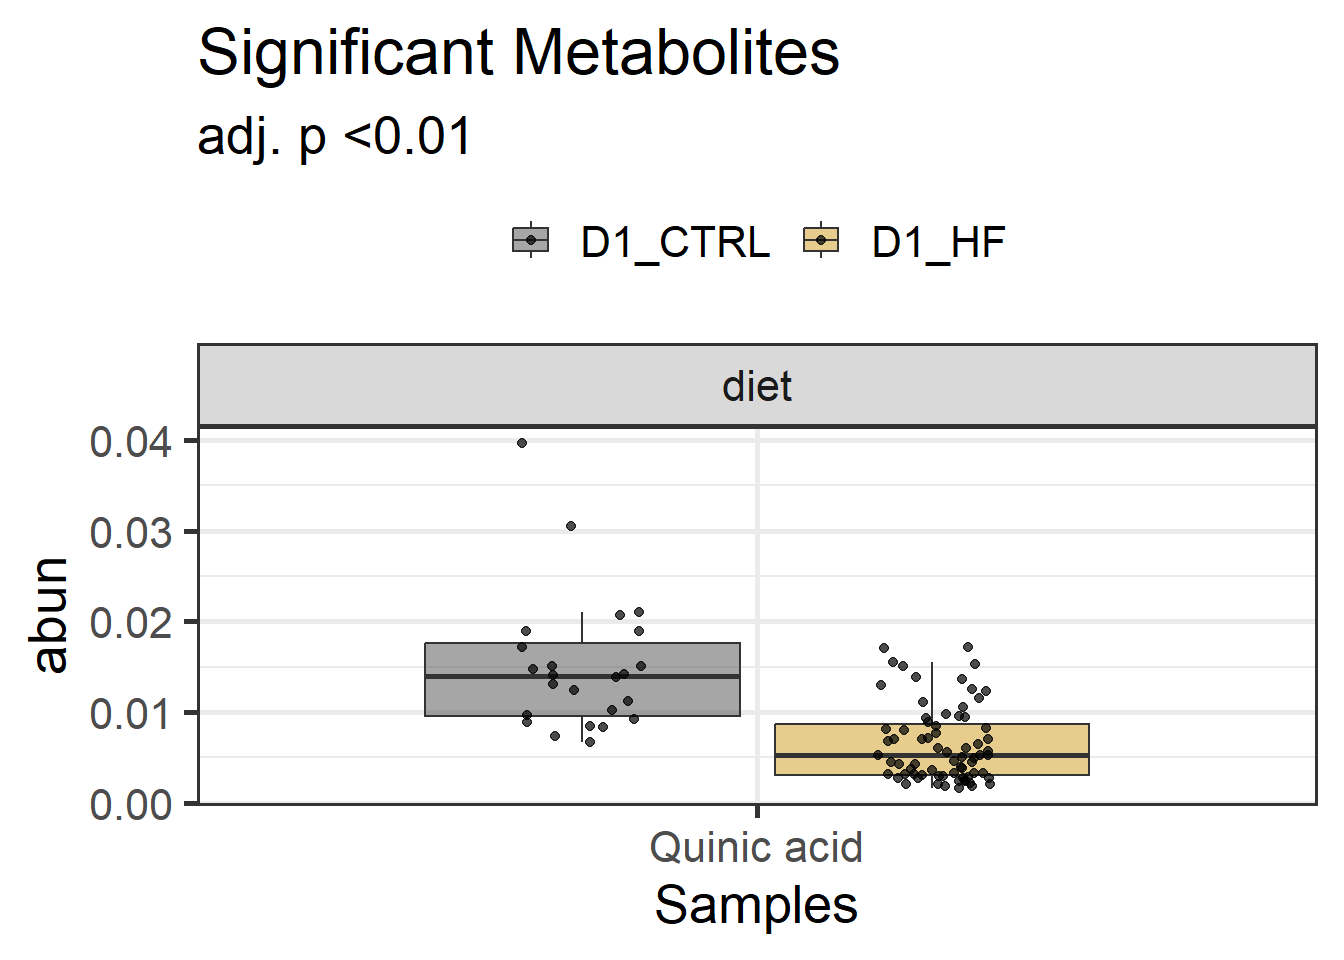 Significant Metabolites
adj. p <0.01
D1_CTRL D1_HF
diet
0.04
0.03
0.02
0.01
0.00
abun
Quinic acid
Samples